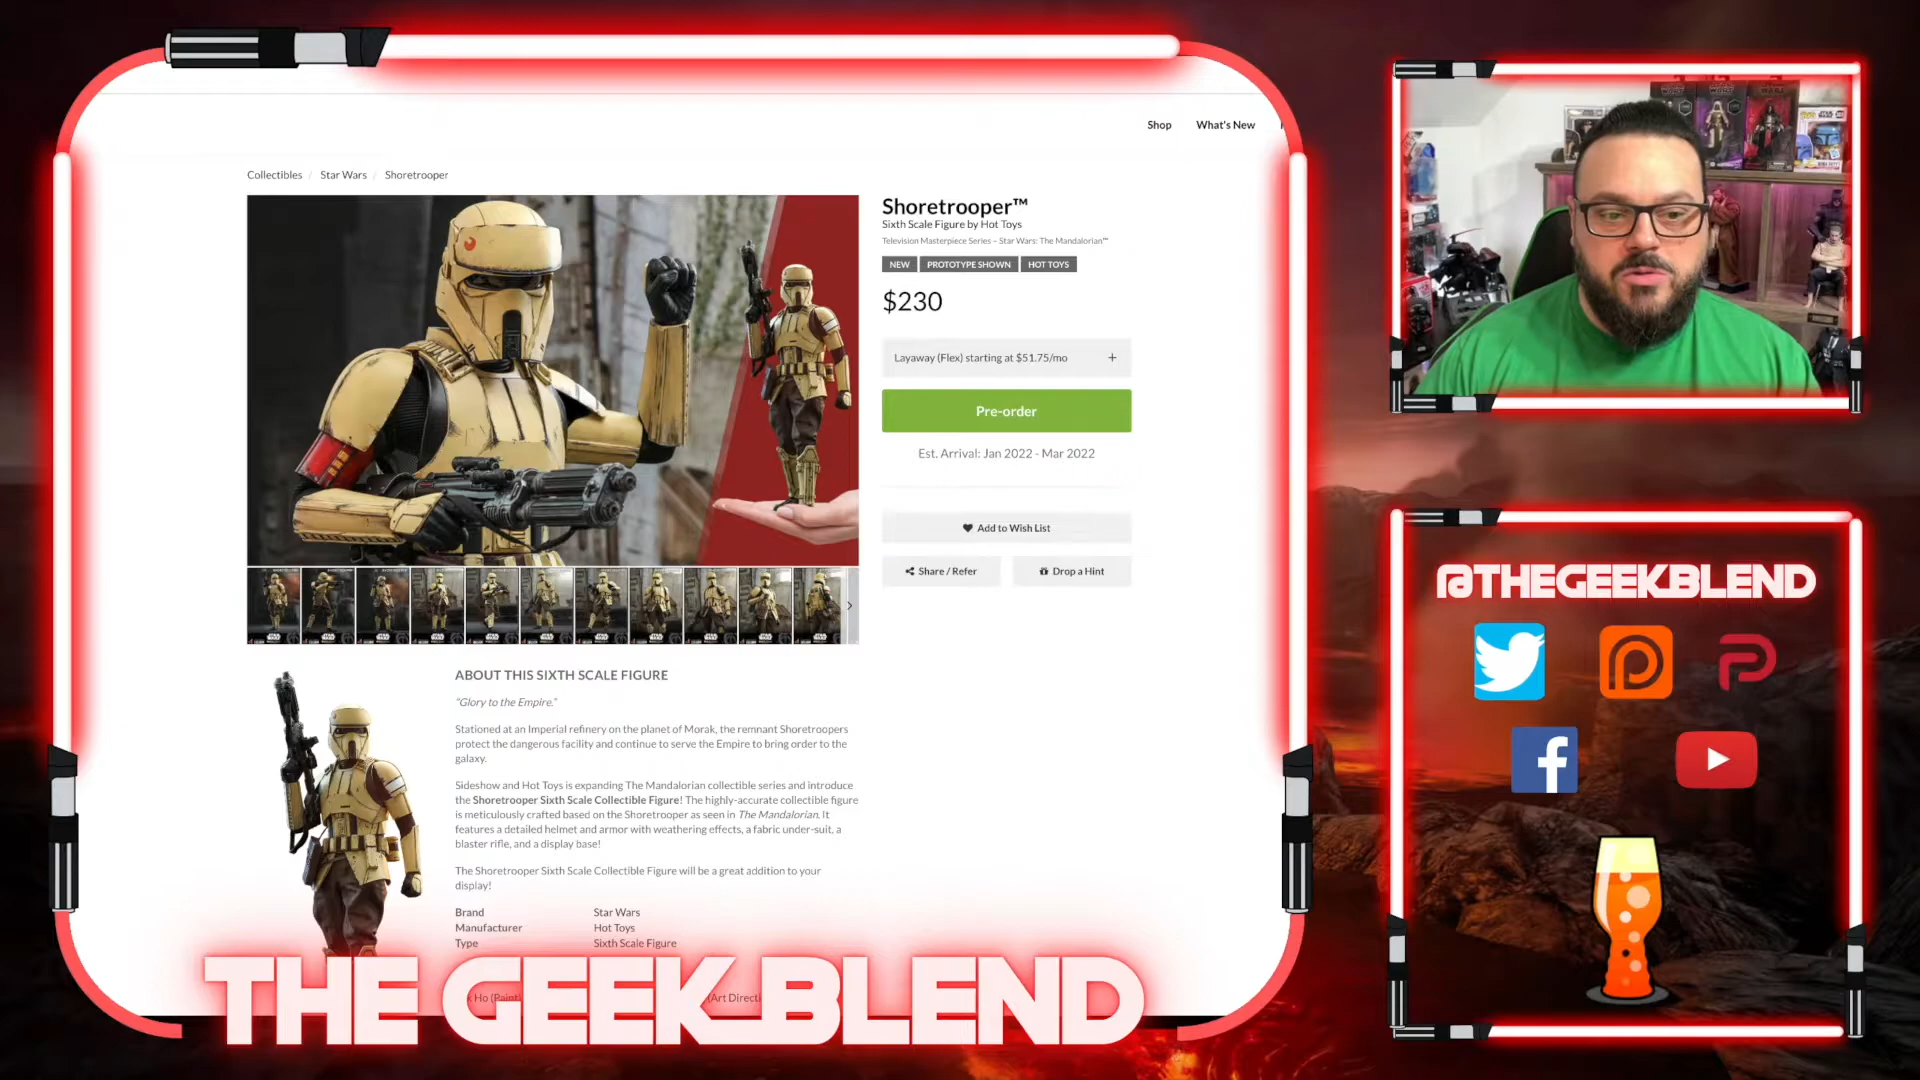 Shop What's New
Collectibles / Star Wars / Shoretrooper
Shoretrooper™
Sixth Scale Figure by Hot Toys
Television Masterpiece Series – Star Wars: The Mandalorian™
NEW PROTOTYPE SHOWN HOT TOYS
$230
Layaway (Flex) starting at $51.75/mo +
Pre-order
Est. Arrival: Jan 2022 - Mar 2022
Add to Wish List
Share / Refer Drop a Hint
ABOUT THIS SIXTH SCALE FIGURE
"Glory to the Empire."
Stationed at an Imperial refinery on the planet of Morak, the remnant Shoretroopers
protect the dangerous facility and continue to serve the Empire to bring order to the
galaxy.
Sideshow and Hot Toys is expanding The Mandalorian collectible series and introduce
the Shoretrooper Sixth Scale Collectible Figure! The highly-accurate collectible figure
is meticulously crafted based on the Shoretrooper as seen in The Mandalorian. It
features a detailed helmet and armor with weathering effects, a fabric under-suit, a
blaster rifle, and a display base!
The Shoretrooper Sixth Scale Collectible Figure will be a great addition to your
display!
Brand Star Wars
Manufacturer Hot Toys
Type Sixth Scale Figure
Ho (Paint) (Art Directi
THE GEEK BLEND
@THEGEEKBLEND